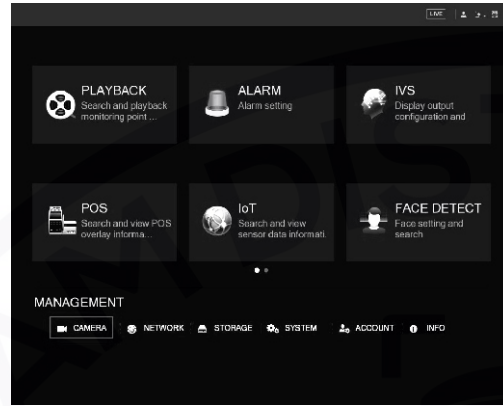 LIVE
PLAYBACK
Search and playback
monitoring point ...
ALARM
Alarm setting
IVS
Display output
configuration and
POS
Search and view POS
overlay informa...
IoT
Search and view
sensor data informati.
FACE DETECT
Face setting and
search
MANAGEMENT
CAMERA NETWORK STORAGE SYSTEM ACCOUNT INFO